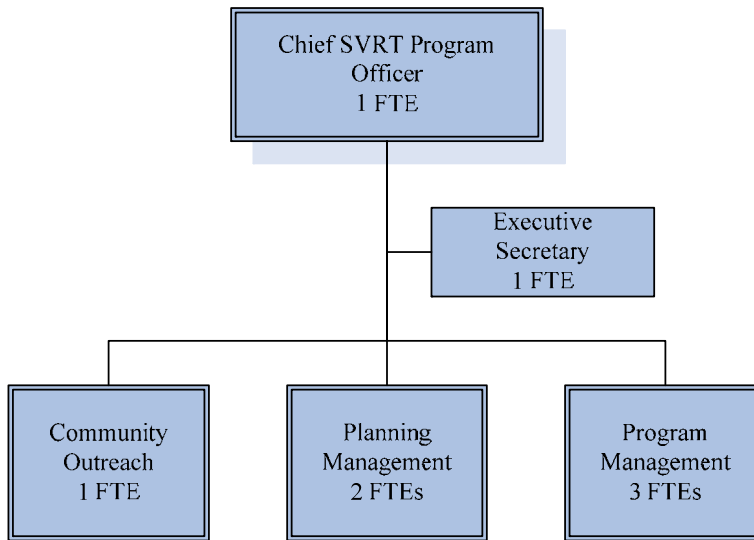 Chief SVRT Program
Officer
1 FTE
Executive
Secretary
1 FTE
Community
Outreach
1 FTE
Planning
Management
2 FTEs
Program
Management
3 FTEs